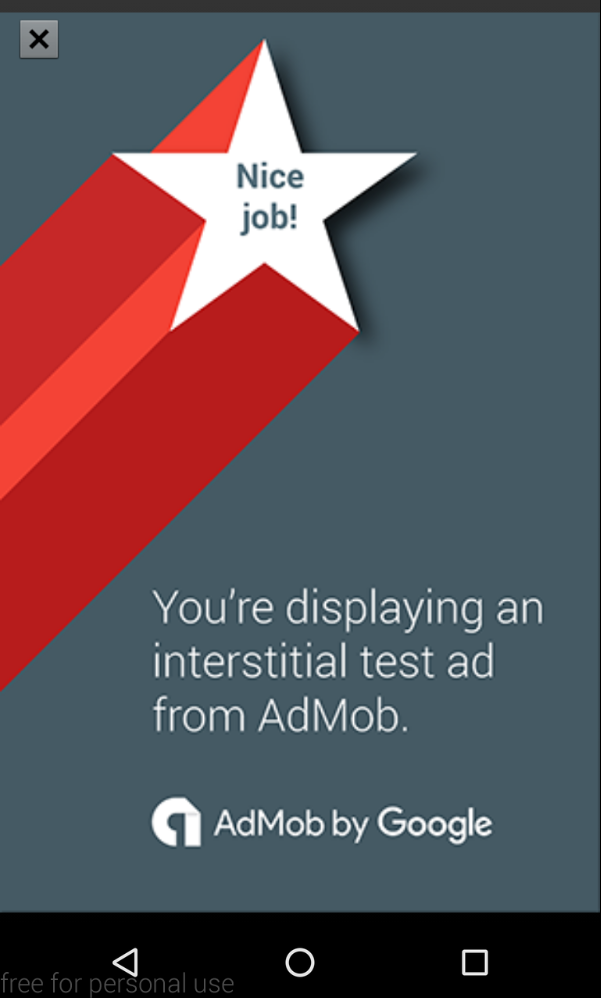 Nice
job!
You're displaying an
interstitial test ad
from AdMob.
AdMob by Google
free for personal use